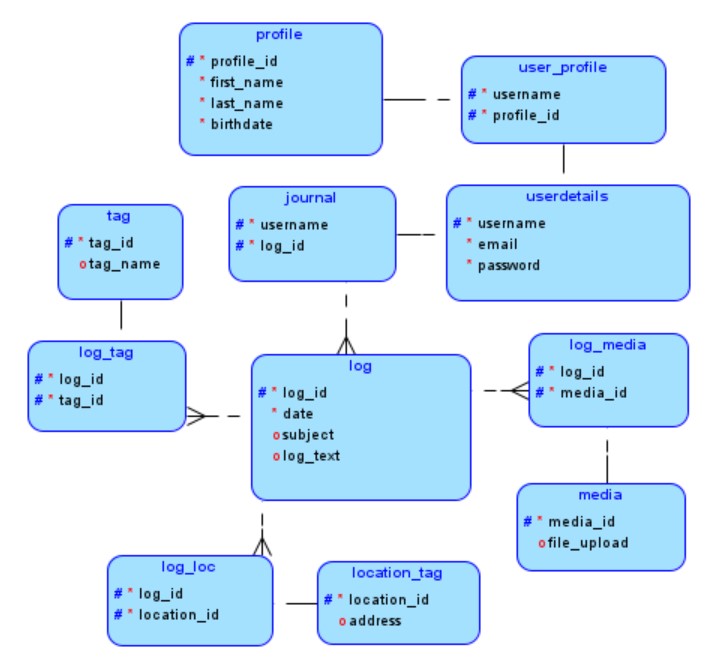 profile
# * profile_id
* first_name
* last_name
* birthdate
user_profile
# * username
# * profile_id
journal
# * username
# * log_id
userdetails
# * username
* email
* password
tag
# * tag_id
o tag_name
log_tag
# * log_id
# * tag_id
log
# * log_id
* date
o subject
o log_text
log_media
# * log_id
# * media_id
media
# * media_id
o file_upload
log_loc
# * log_id
# * location_id
location_tag
# * location_id
o address